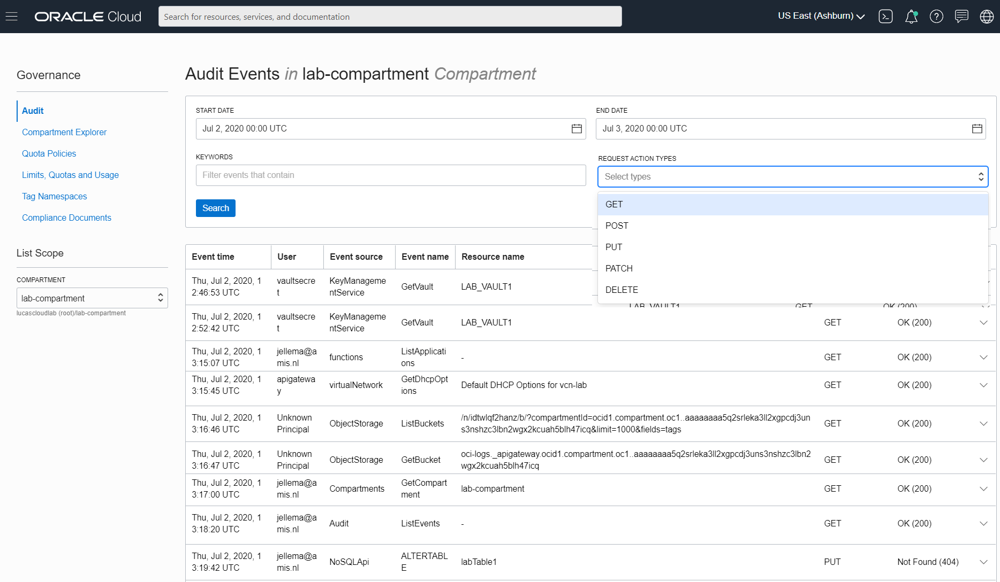 ORACLE Cloud
Search for resources, services, and documentation
US East (Ashburn)
Governance
Audit
Compartment Explorer
Quota Policies
Limits, Quotas and Usage
Tag Namespaces
Compliance Documents
List Scope
COMPARTMENT
lab-compartment
lucascloudlab (root)/lab-compartment
Audit Events in lab-compartment Compartment
START DATE
Jul 2, 2020 00:00 UTC
END DATE
Jul 3, 2020 00:00 UTC
KEYWORDS
Filter events that contain
REQUEST ACTION TYPES
Select types
GET
POST
PUT
PATCH
DELETE
Search
Event time User Event source Event name Resource name
Thu, Jul 2, 2020, 1 vaultsecre KeyManageme
2:46:53 UTC t ntService GetVault LAB_VAULT1
LAB_VAULT1 GET OK (200)
Thu, Jul 2, 2020, 1 vaultsecre KeyManageme
2:52:42 UTC t ntService GetVault LAB_VAULT1 GET OK (200)
Thu, Jul 2, 2020, 1 jellema@a functions ListApplicati - GET OK (200)
3:15:07 UTC amis.nl ons
Thu, Jul 2, 2020, 1 apigatewa virtualNetwork GetDhcpOpt Default DHCP Options for vcn-lab GET OK (200)
3:15:45 UTC y ions
Thu, Jul 2, 2020, 1 Unknown ObjectStorage ListBuckets /n/idtwlqf2hanz/b/?compartmentId=ocid1.compartment.oc1..aaaaaaaa5q2srleka3ll2xgpcdj3un GET OK (200)
3:16:46 UTC Principal s3nshzc3lbn2wgx2kcuah5blh47icq&limit=1000&fields=tags
Thu, Jul 2, 2020, 1 Unknown ObjectStorage GetBucket oci-logs._apigateway.ocid1.compartment.oc1..aaaaaaaa5q2srleka3ll2xgpcdj3uns3nshzc3lbn2 GET OK (200)
3:16:47 UTC Principal wgx2kcuah5blh47icq
Thu, Jul 2, 2020, 1 jellema@a Compartments GetCompart lab-compartment GET OK (200)
3:17:00 UTC mis.nl ment
Thu, Jul 2, 2020, 1 jellema@a Audit ListEvents - GET OK (200)
3:18:20 UTC mis.nl
Thu, Jul 2, 2020, 1 jellema@a NoSQLApi ALTERTABL labTable1 PUT Not Found (404)
3:19:42 UTC mis.nl E